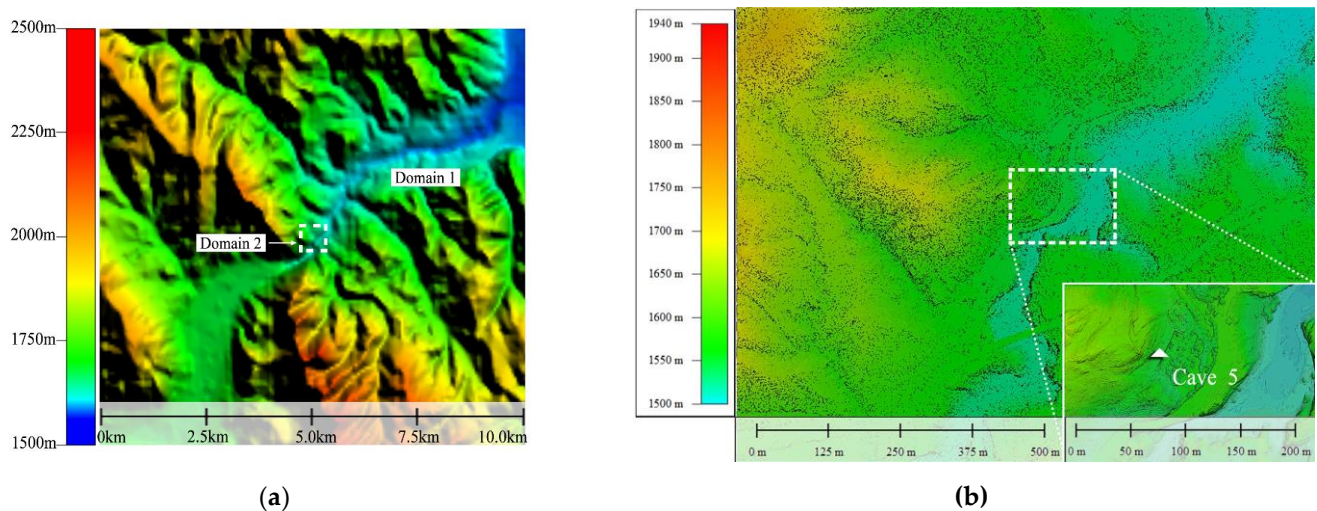 2500m
2250m
2000m
1750m
1500m
Domain 1
Domain 2
0km 2.5km 5.0km 7.5km 10.0km
(a)
1940 m
1900 m
1850 m
1800 m
1750 m
1700 m
1650 m
1600 m
1550 m
1500 m
Cave 5
0 m 125 m 250 m 375 m 500 m
0 m 50 m 100 m 150 m 200 m
(b)